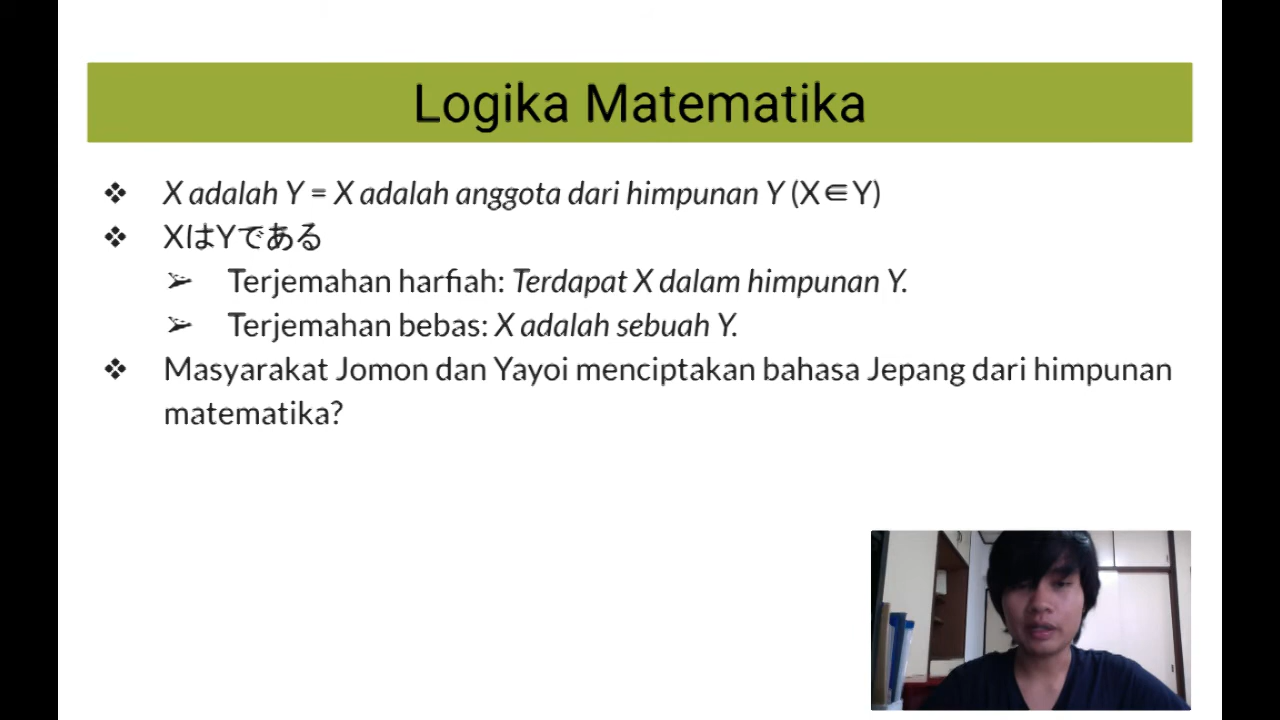 Logika Matematika
❖ X adalah Y = X adalah anggota dari himpunan Y (X∈Y)
❖ XはYである
➢ Terjemahan harfiah: Terdapat X dalam himpunan Y.
➢ Terjemahan bebas: X adalah sebuah Y.
❖ Masyarakat Jomon dan Yayoi menciptakan bahasa Jepang dari himpunan
matematika?